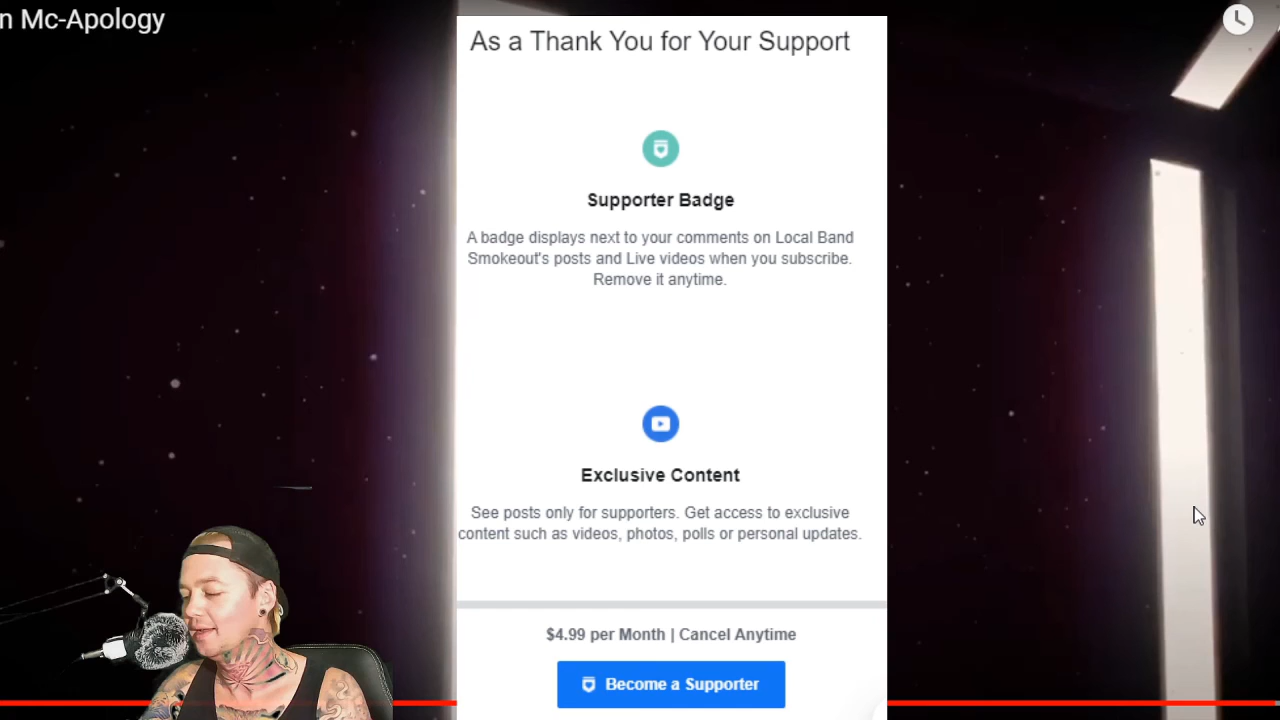 n Mc-Apology
As a Thank You for Your Support
Supporter Badge
A badge displays next to your comments on Local Band
Smokeout's posts and Live videos when you subscribe.
Remove it anytime.
Exclusive Content
See posts only for supporters. Get access to exclusive
content such as videos, photos, polls or personal updates.
$4.99 per Month | Cancel Anytime
Become a Supporter